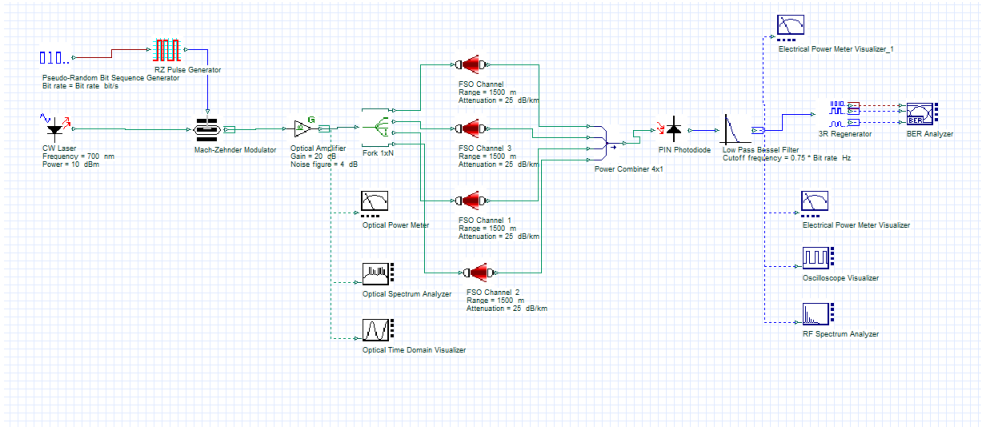 Electrical Power Meter Visualizer_1
RZ Pulse Generator
Pseudo-Random Bit Sequence Generator
Bit rate = Bit rate bit/s
CW Laser
Frequency = 700 nm
Power = 10 dBm
Mach-Zehnder Modulator
G
Optical Amplifier
Gain = 20 dB
Noise figure = 4 dB
Fork 1xN
FSO Channel
Range = 1500 m
Attenuation = 25 dB/km
FSO Channel 3
Range = 1500 m
Attenuation = 25 dB/km
FSO Channel 1
Range = 1500 m
Attenuation = 25 dB/km
FSO Channel 2
Range = 1500 m
Attenuation = 25 dB/km
Power Combiner 4x1
PIN Photodiode
Low Pass Bessel Filter
Cutoff frequency = 0.75 * Bit rate Hz
3R Regenerator
BER
BER Analyzer
Optical Power Meter
Optical Spectrum Analyzer
Optical Time Domain Visualizer
Electrical Power Meter Visualizer
Oscilloscope Visualizer
RF Spectrum Analyzer